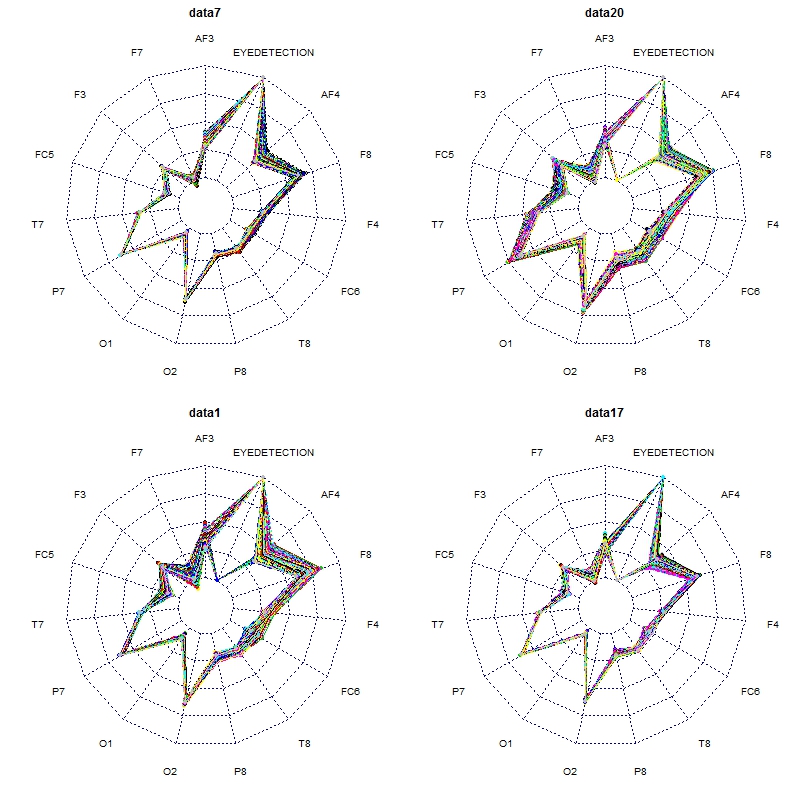 data7
AF3
F7
EYEDETECTION
F3
AF4
FC5
F8
T7
F4
P7
FC6
O1
T8
O2
P8
data20
AF3
F7
EYEDETECTION
F3
AF4
FC5
F8
T7
F4
P7
FC6
O1
T8
O2
P8
data1
AF3
F7
EYEDETECTION
F3
AF4
FC5
F8
T7
F4
P7
FC6
O1
T8
O2
P8
data17
AF3
F7
EYEDETECTION
F3
AF4
FC5
F8
T7
F4
P7
FC6
O1
T8
O2
P8